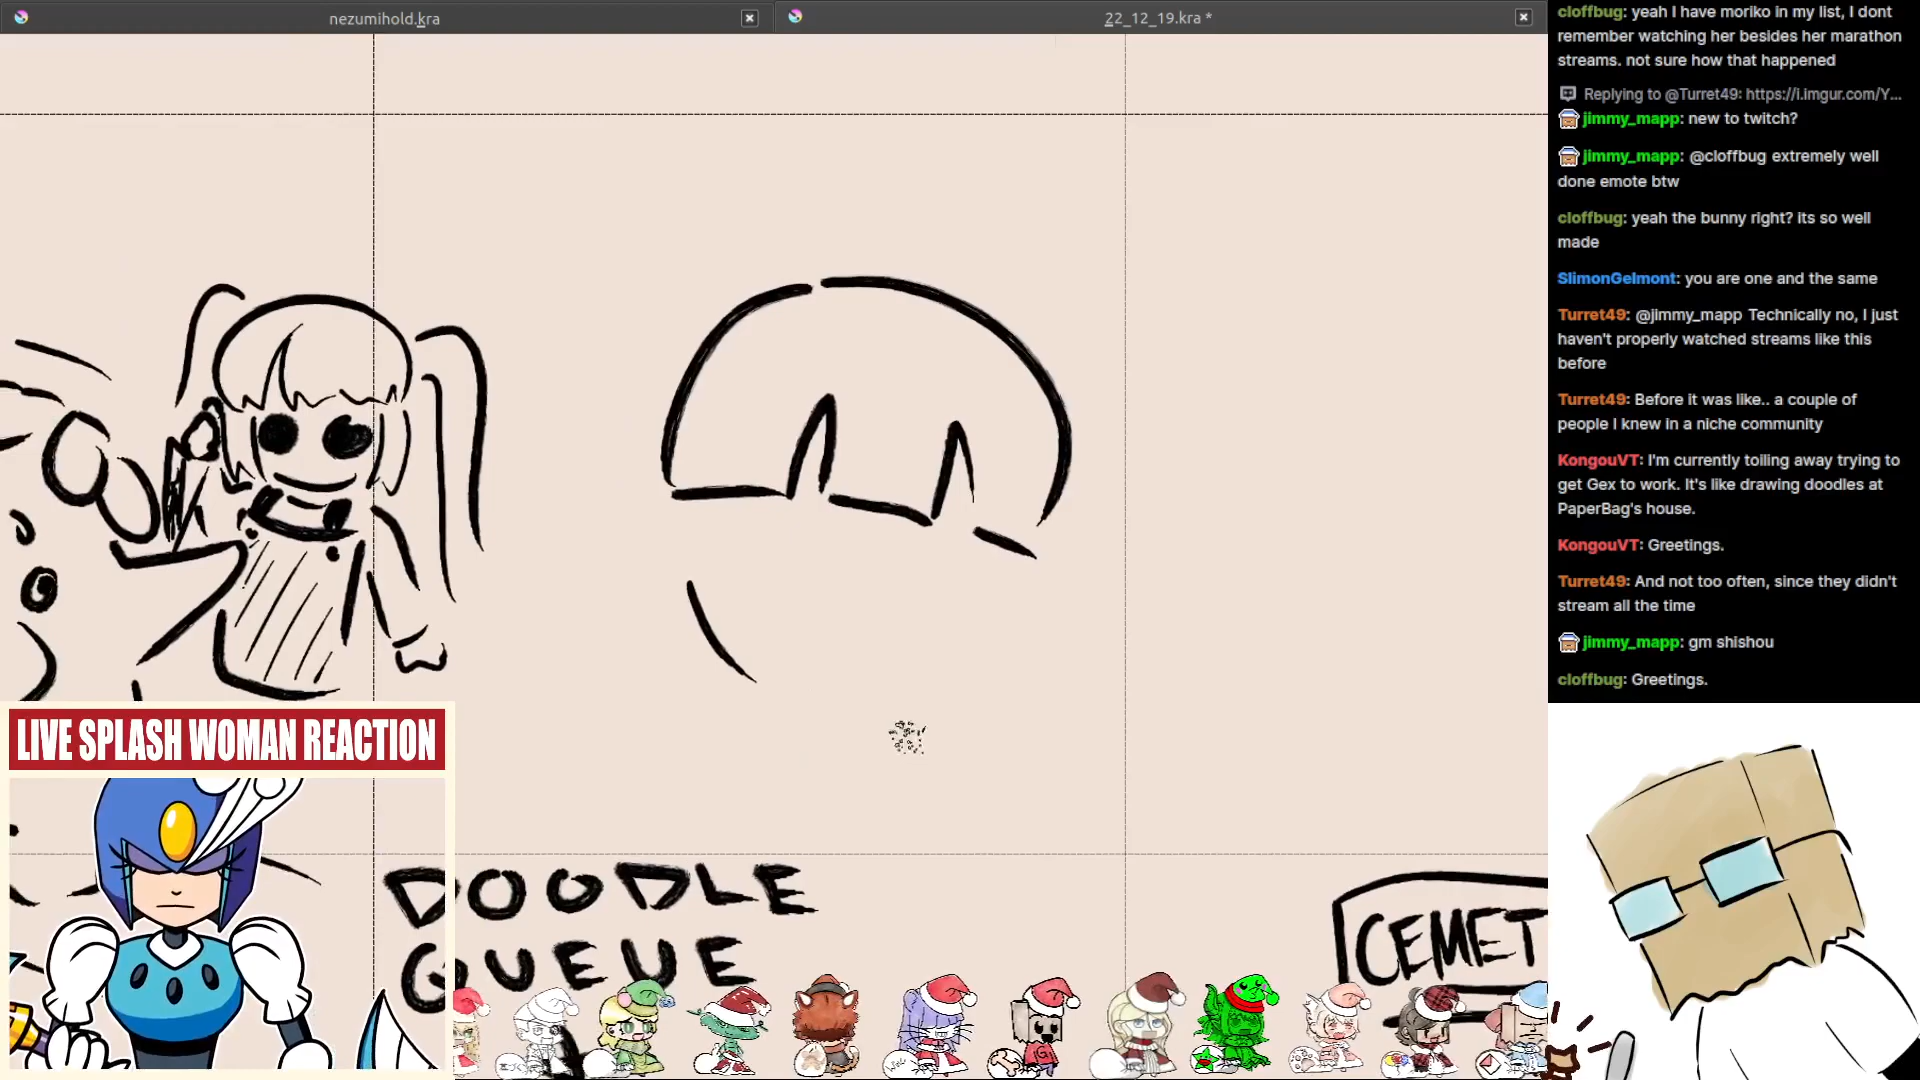 nezumihold.kra
22_12_19.kra *
cloffbug: yeah I have moriko in my list, I dont
remember watching her besides her marathon
streams. not sure how that happened
Replying to @Turret49: https://i.imgur.com/Y...
jimmy_mapp: new to twitch?
jimmy_mapp: @cloffbug extremely well
done emote btw
cloffbug: yeah the bunny right? its so well
made
SlimonGelmont: you are one and the same
Turret49: @jimmy_mapp Technically no, I just
haven't properly watched streams like this
before
Turret49: Before it was like.. a couple of
people I knew in a niche community
KongouVT: I'm currently toiling away trying to
get Gex to work. It's like drawing doodles at
PaperBag's house.
KongouVT: Greetings.
Turret49: And not too often, since they didn't
stream all the time
jimmy_mapp: gm shishou
cloffbug: Greetings.
LIVE SPLASH WOMAN REACTION
DOODLE
QUEUE
CEMET